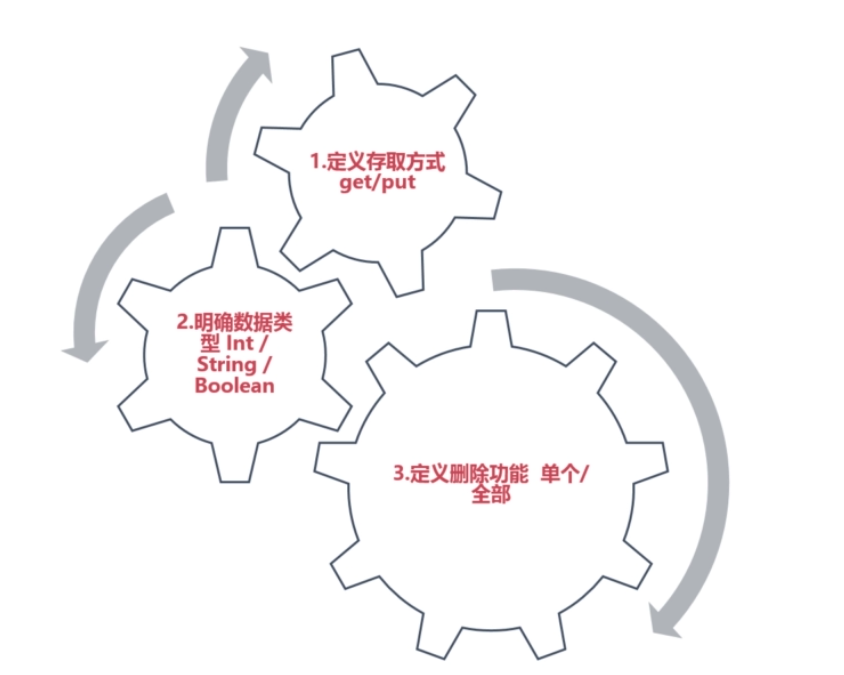 1.定义存取方式
get/put
2.明确数据类
型 Int /
String /
Boolean
3.定义删除功能 单个/
全部